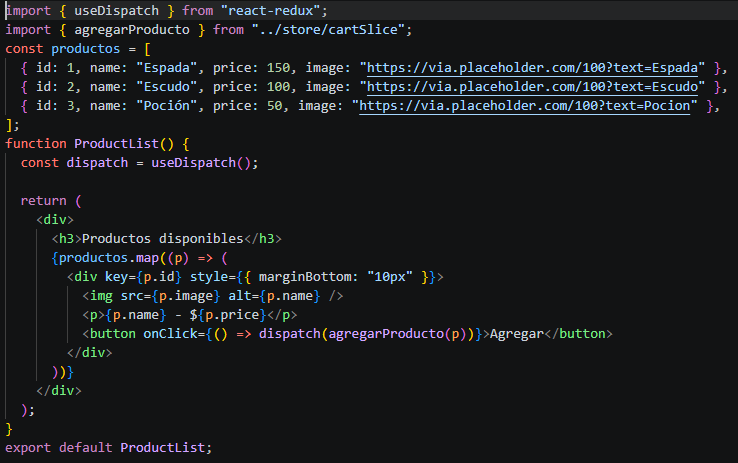 import { useDispatch } from "react-redux";
import { agregarProducto } from "../store/cartSlice";
const productos = [
  { id: 1, name: "Espada", price: 150, image: "https://via.placeholder.com/100?text=Espada" },
  { id: 2, name: "Escudo", price: 100, image: "https://via.placeholder.com/100?text=Escudo" },
  { id: 3, name: "Poción", price: 50, image: "https://via.placeholder.com/100?text=Pocion" },
];
function ProductList() {
  const dispatch = useDispatch();

  return (
    <div>
      <h3>Productos disponibles</h3>
      {productos.map((p) => (
        <div key={p.id} style={{ marginBottom: "10px" }}>
          <img src={p.image} alt={p.name} />
          <p>{p.name} - ${p.price}</p>
          <button onClick={() => dispatch(agregarProducto(p))}>Agregar</button>
        </div>
      ))}
    </div>
  );
}
export default ProductList;